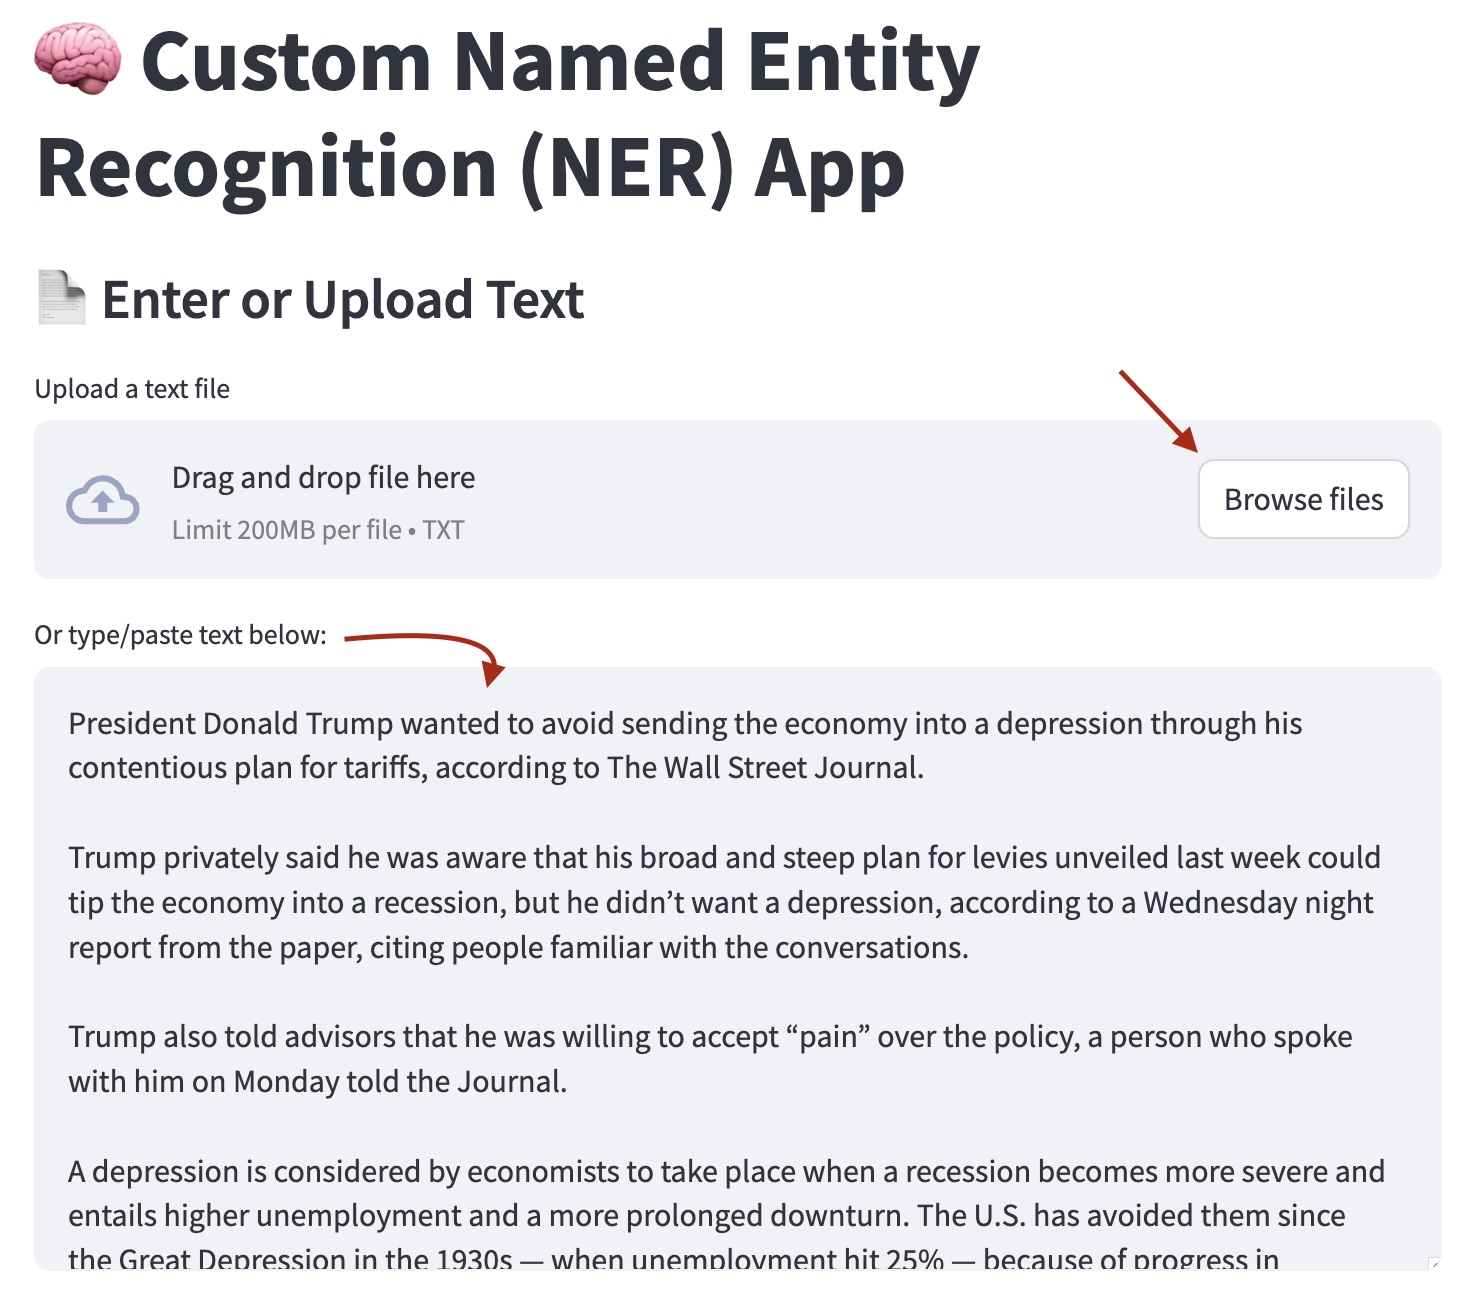 Custom Named Entity
Recognition (NER) App
Enter or Upload Text
Upload a text file
Drag and drop file here
Limit 200MB per file • TXT
Browse files
Or type/paste text below:
President Donald Trump wanted to avoid sending the economy into a depression through his
contentious plan for tariffs, according to The Wall Street Journal.
Trump privately said he was aware that his broad and steep plan for levies unveiled last week could
tip the economy into a recession, but he didn’t want a depression, according to a Wednesday night
report from the paper, citing people familiar with the conversations.
Trump also told advisors that he was willing to accept “pain” over the policy, a person who spoke
with him on Monday told the Journal.
A depression is considered by economists to take place when a recession becomes more severe and
entails higher unemployment and a more prolonged downturn. The U.S. has avoided them since
the Great Depression in the 1930s — when unemployment hit 25% — because of progress in